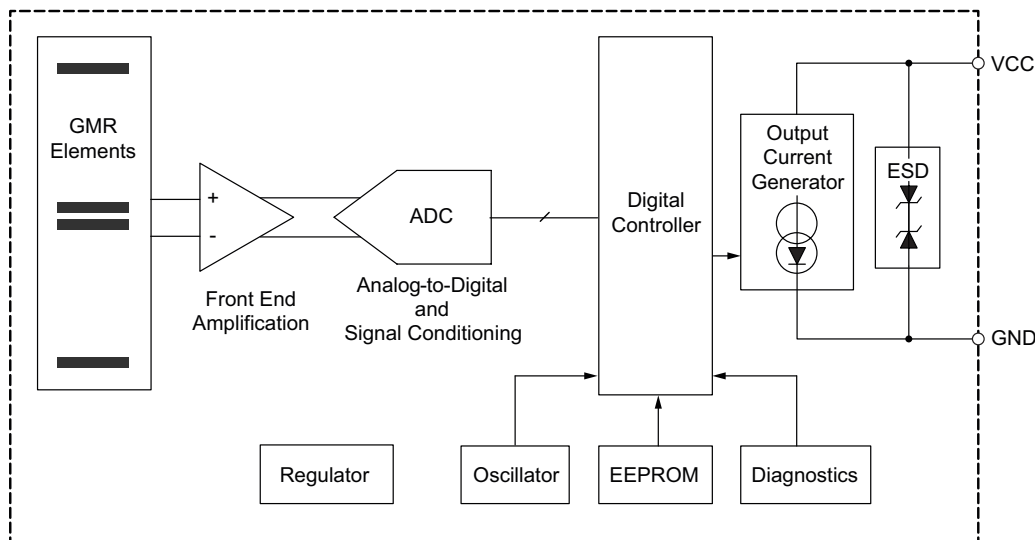 VCC
GMR
Elements
+
-
Front End
Amplification
ADC
Analog-to-Digital
and
Signal Conditioning
Digital
Controller
Output
Current
Generator
ESD
GND
Regulator
Oscillator
EEPROM
Diagnostics